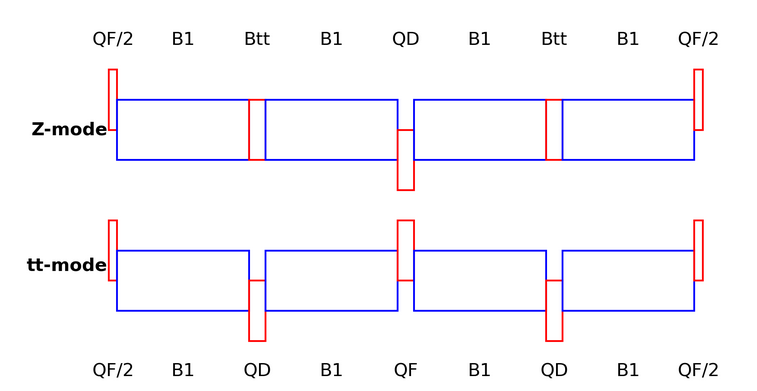 QF/2 B1 Btt B1 QD B1 Btt B1 QF/2
Z-mode
tt-mode
QF/2 B1 QD B1 QF B1 QD B1 QF/2